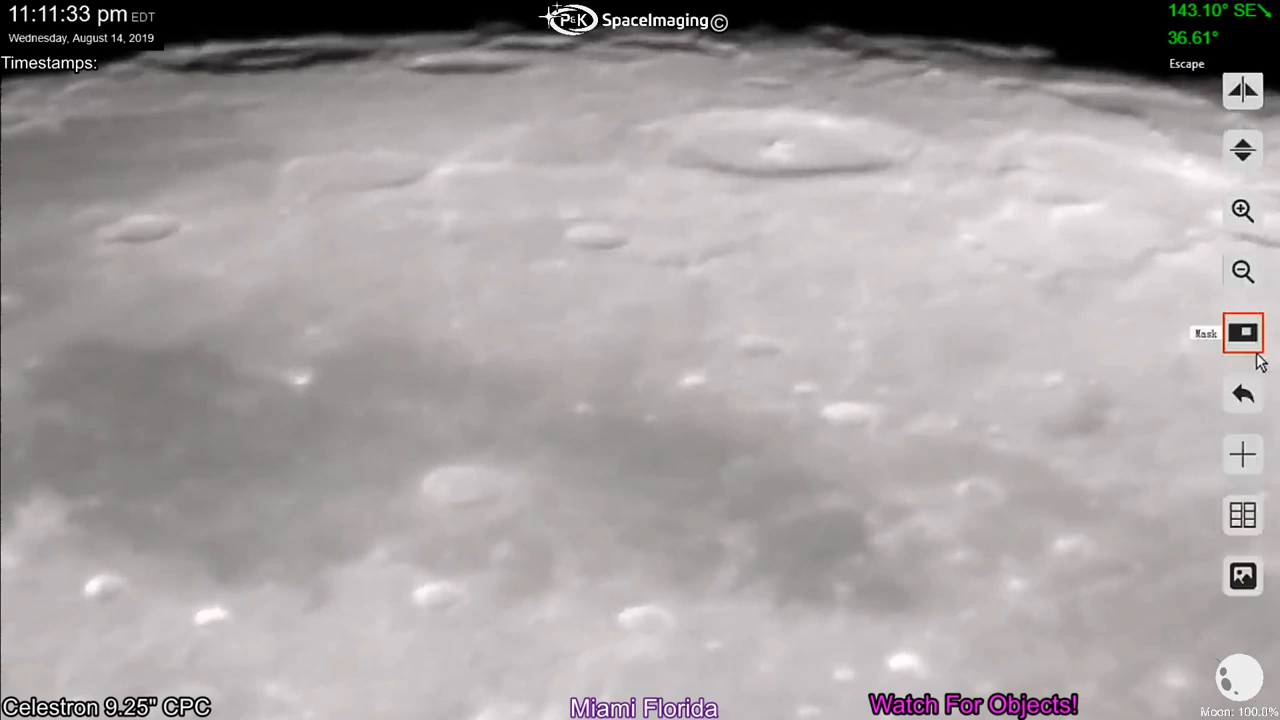 11:11:33 pm EDT
Wednesday, August 14, 2019
Timestamps:
P&K SpaceImaging©
143.10° SE↘
36.61°
Escape
Mask
Moon: 100.0%
Celestron 9.25" CPC
Miami Florida
Watch For Objects!